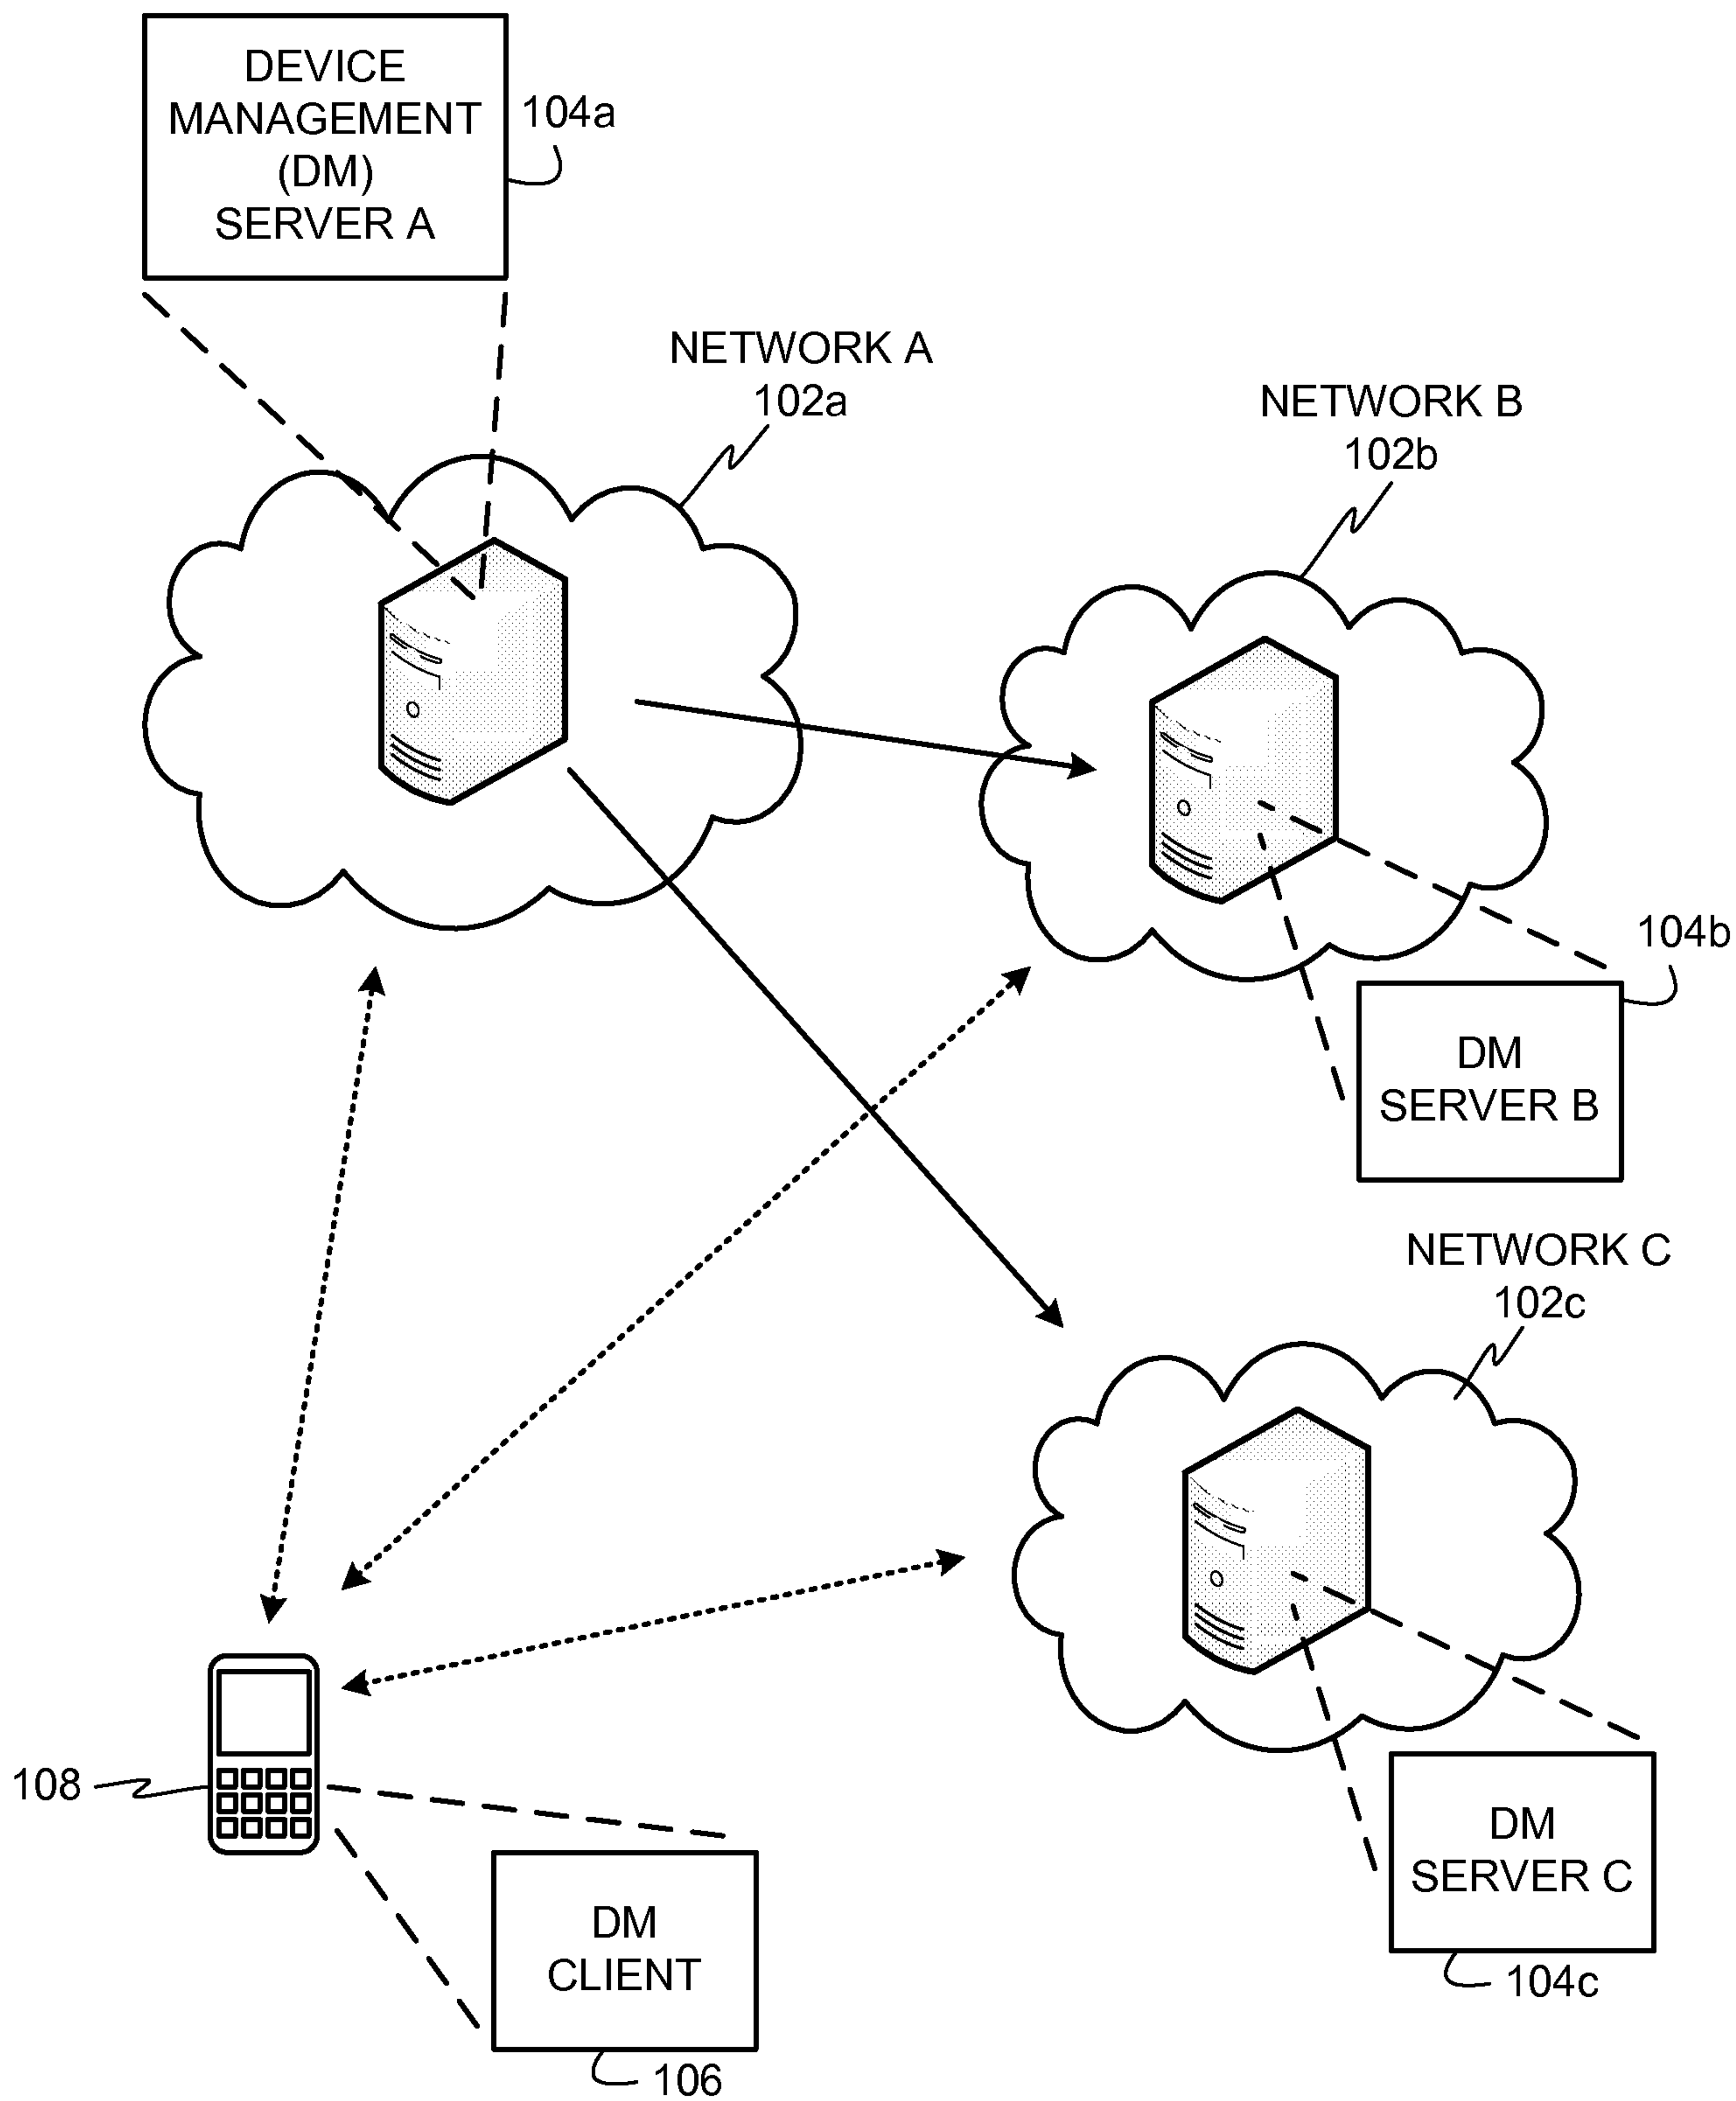 DEVICE
MANAGEMENT
(DM)
SERVER A
104a
NETWORK A
102a
NETWORK B
102b
104b
DM
SERVER B
NETWORK C
102c
108
DM
SERVER C
104c
DM
CLIENT
106